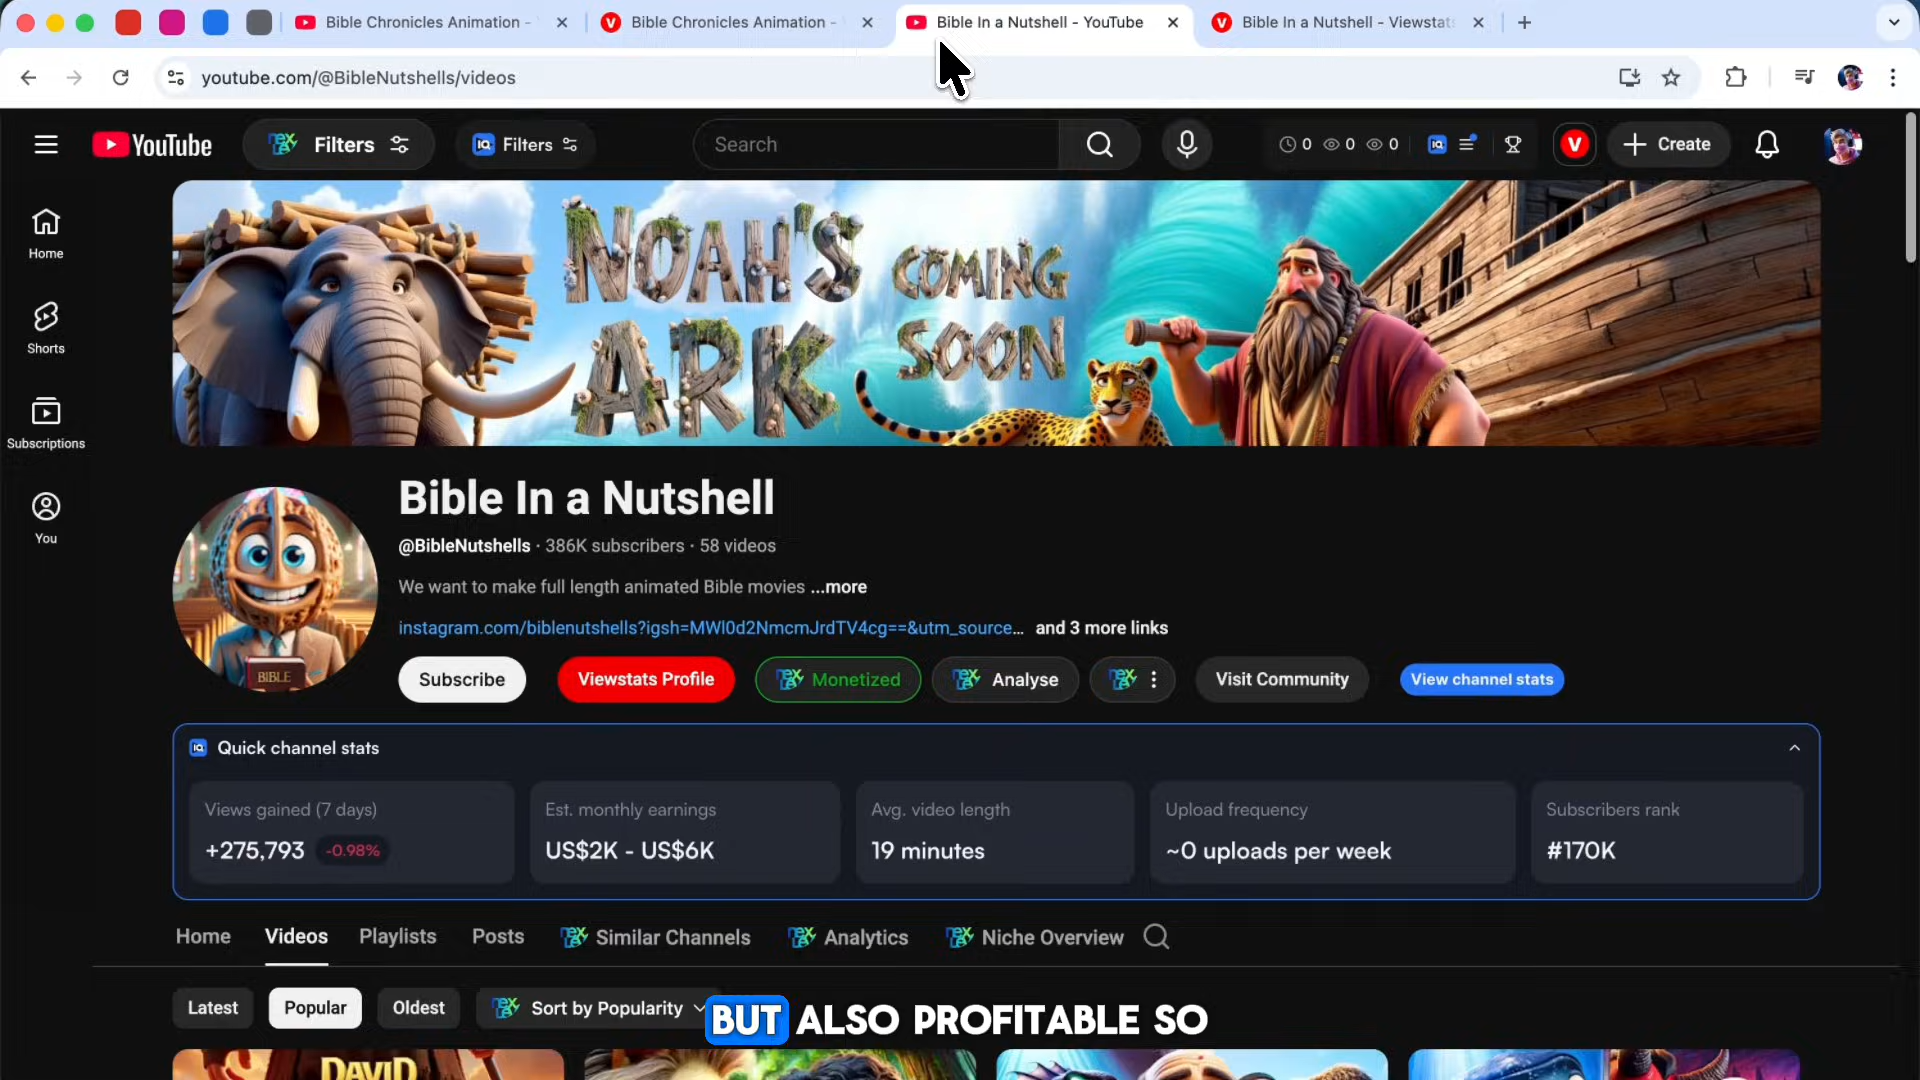 Bible Chronicles Animation -
Bible Chronicles Animation -
Bible In a Nutshell - YouTube
Bible In a Nutshell - Viewstats
youtube.com/@BibleNutshells/videos
YouTube
Filters
Filters
Search
0 0 0
V
Create
NOAH'S ARK
COMING SOON
Home
Shorts
Subscriptions
You
BIBLE
Bible In a Nutshell
@BibleNutshells · 386K subscribers · 58 videos
We want to make full length animated Bible movies ...more
instagram.com/biblenutshells?igsh=MWl0d2NmcmJrdTV4cg==&utm_source... and 3 more links
Subscribe
Viewstats Profile
Monetized
Analyse
Visit Community
View channel stats
Quick channel stats
Views gained (7 days)
+275,793 -0.98%
Est. monthly earnings
US$2K - US$6K
Avg. video length
19 minutes
Upload frequency
~0 uploads per week
Subscribers rank
#170K
Home
Videos
Playlists
Posts
Similar Channels
Analytics
Niche Overview
Latest
Popular
Oldest
Sort by Popularity
BUT ALSO PROFITABLE SO
DAVID